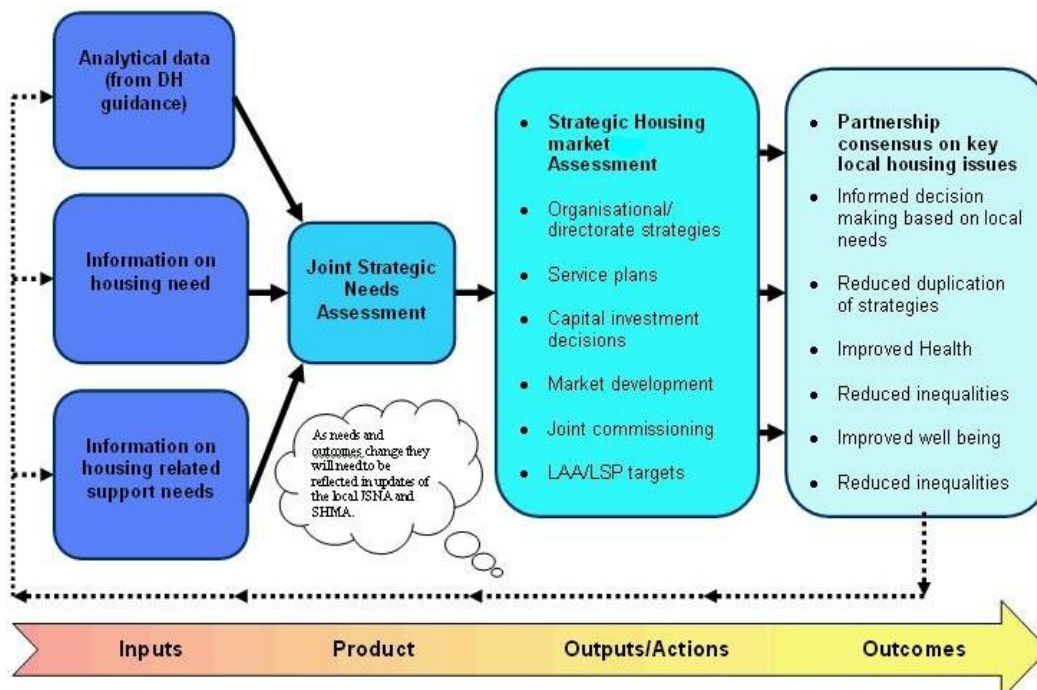 Analytical data
(from DH
guidance)
Information on
housing need
Information on
housing related
support needs
Joint Strategic
Needs
Assessment
As needs and
outcomes change they
will need to be
reflected in updates of
the local JSNA and
SHMA.
• Strategic Housing
market
Assessment
• Organisational/
directorate strategies
• Service plans
• Capital investment
decisions
• Market development
• Joint commissioning
• LAA/LSP targets
• Partnership
consensus on key
local housing issues
• Informed decision
making based on local
needs
• Reduced duplication
of strategies
• Improved Health
• Reduced inequalities
• Improved well being
• Reduced inequalities
Inputs
Product
Outputs/Actions
Outcomes